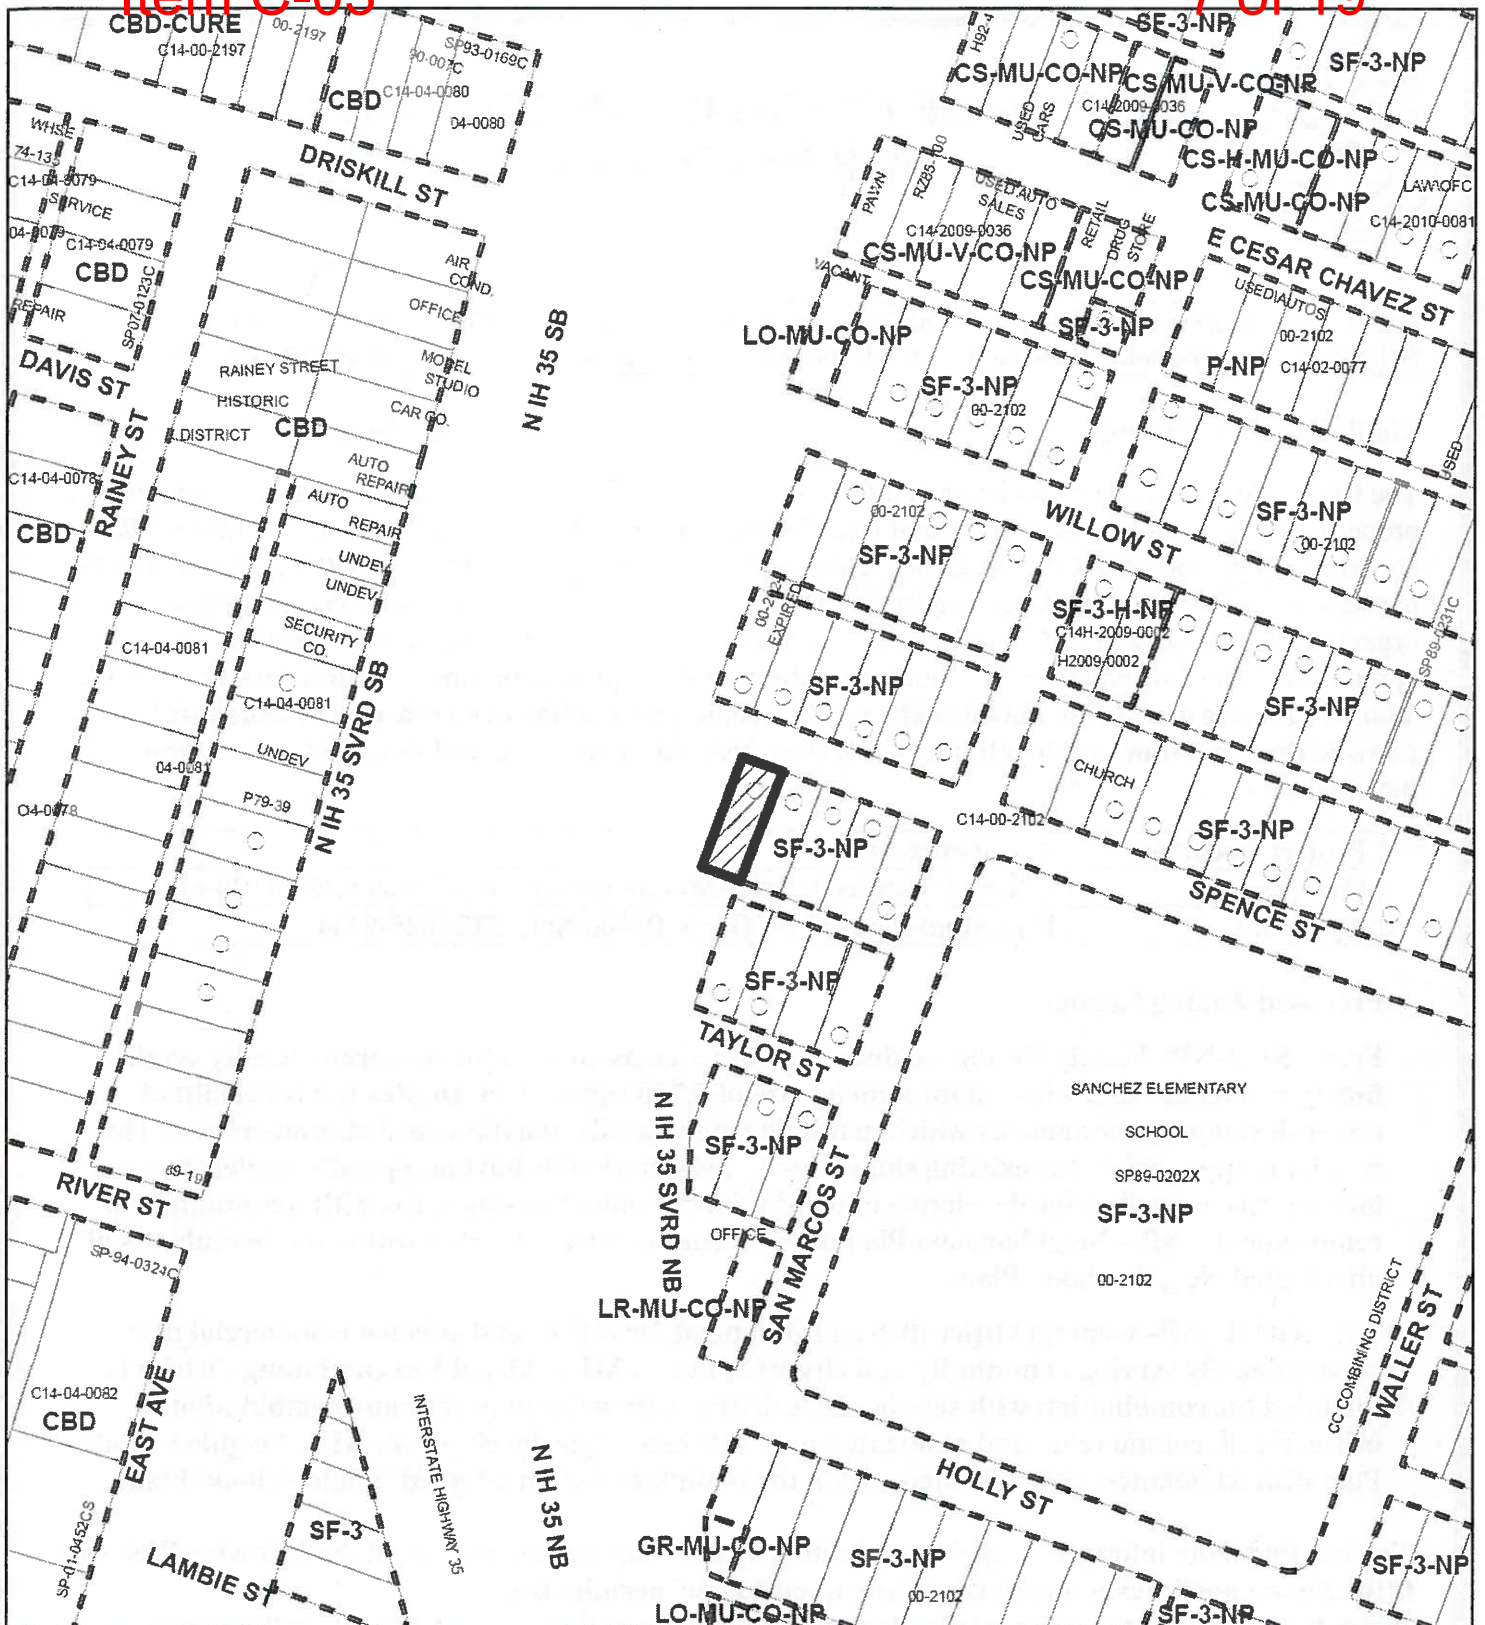 Item C-05
7 of 19
CBD-CURE
C14-00-2197
00-2197
SP93-0169C
00-007C
C14-04-0080
CBD
04-0080
H92-4
SE-3-NP
SF-3-NP
CS-MU-CO-NP
CS-MU-V-CO-NP
C14-2009-0036
USED CARS
CS-MU-CO-NP
CS-H-MU-CO-NP
CS-MU-CO-NP
LAW OFC
C14-2010-0081
WHSE
C14-04-0079
SERVICE
04-0079
C14-04-0079
CBD
SP07-0123C
REPAIR
DRISKILL ST
PAWN
RZ85-100
USED AUTO
SALES
C14-2009-0036
CS-MU-V-CO-NP
RETAIL
DRUG
STORE
CS-MU-CO-NP
VACANT
SF-3-NP
E CESAR CHAVEZ ST
USED AUTOS
00-2102
P-NP
C14-02-0077
USED
AIR
COND.
OFFICE
MODEL
STUDIO
CAR CO.
AUTO
REPAIR
RAINEY STREET
HISTORIC
DISTRICT
CBD
N IH 35 SB
LO-MU-CO-NP
SF-3-NP
00-2102
DAVIS ST
RAINEY ST
C14-04-0078
CBD
AUTO
REPAIR
UNDEV
UNDEV
SECURITY
CO.
00-2102
SF-3-NP
WILLOW ST
SF-3-NP
00-2102
EXPIRED
SF-3-H-NP
C14H-2009-0002
H2009-0002
SP89-0231C
C14-04-0081
C14-04-0081
SF-3-NP
SF-3-NP
UNDEV
04-0081
P79-39
O4-0078
N IH 35 SVRD SB
CHURCH
C14-00-2102
SF-3-NP
SF-3-NP
SPENCE ST
SF-3-NP
TAYLOR ST
SANCHEZ ELEMENTARY
SCHOOL
SP89-0202X
SF-3-NP
00-2102
SF-3-NP
N IH 35 SVRD NB
OFFICE
SAN MARCOS ST
LR-MU-CO-NP
RIVER ST
SP-94-0324C
CC COMBINING DISTRICT
WALLER ST
C14-04-0082
CBD
EAST AVE
INTERSTATE HIGHWAY 35
N IH 35 NB
HOLLY ST
SP-01-0452CS
SF-3
LAMBIE ST
GR-MU-CO-NP
SF-3-NP
00-2102
SF-3-NP
LO-MU-CO-NP
SF-3-NP